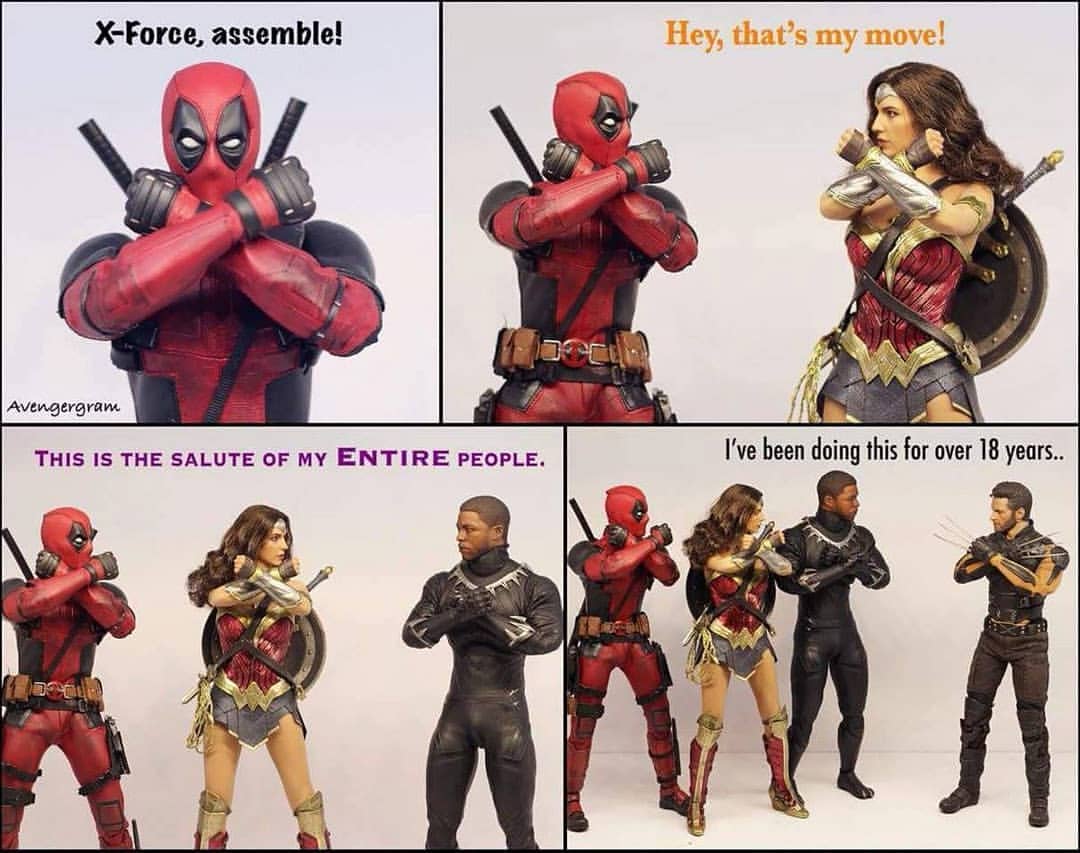 X-Force, assemble!
Hey, that's my move!
Avengergram
THIS IS THE SALUTE OF MY ENTIRE PEOPLE.
I've been doing this for over 18 years..